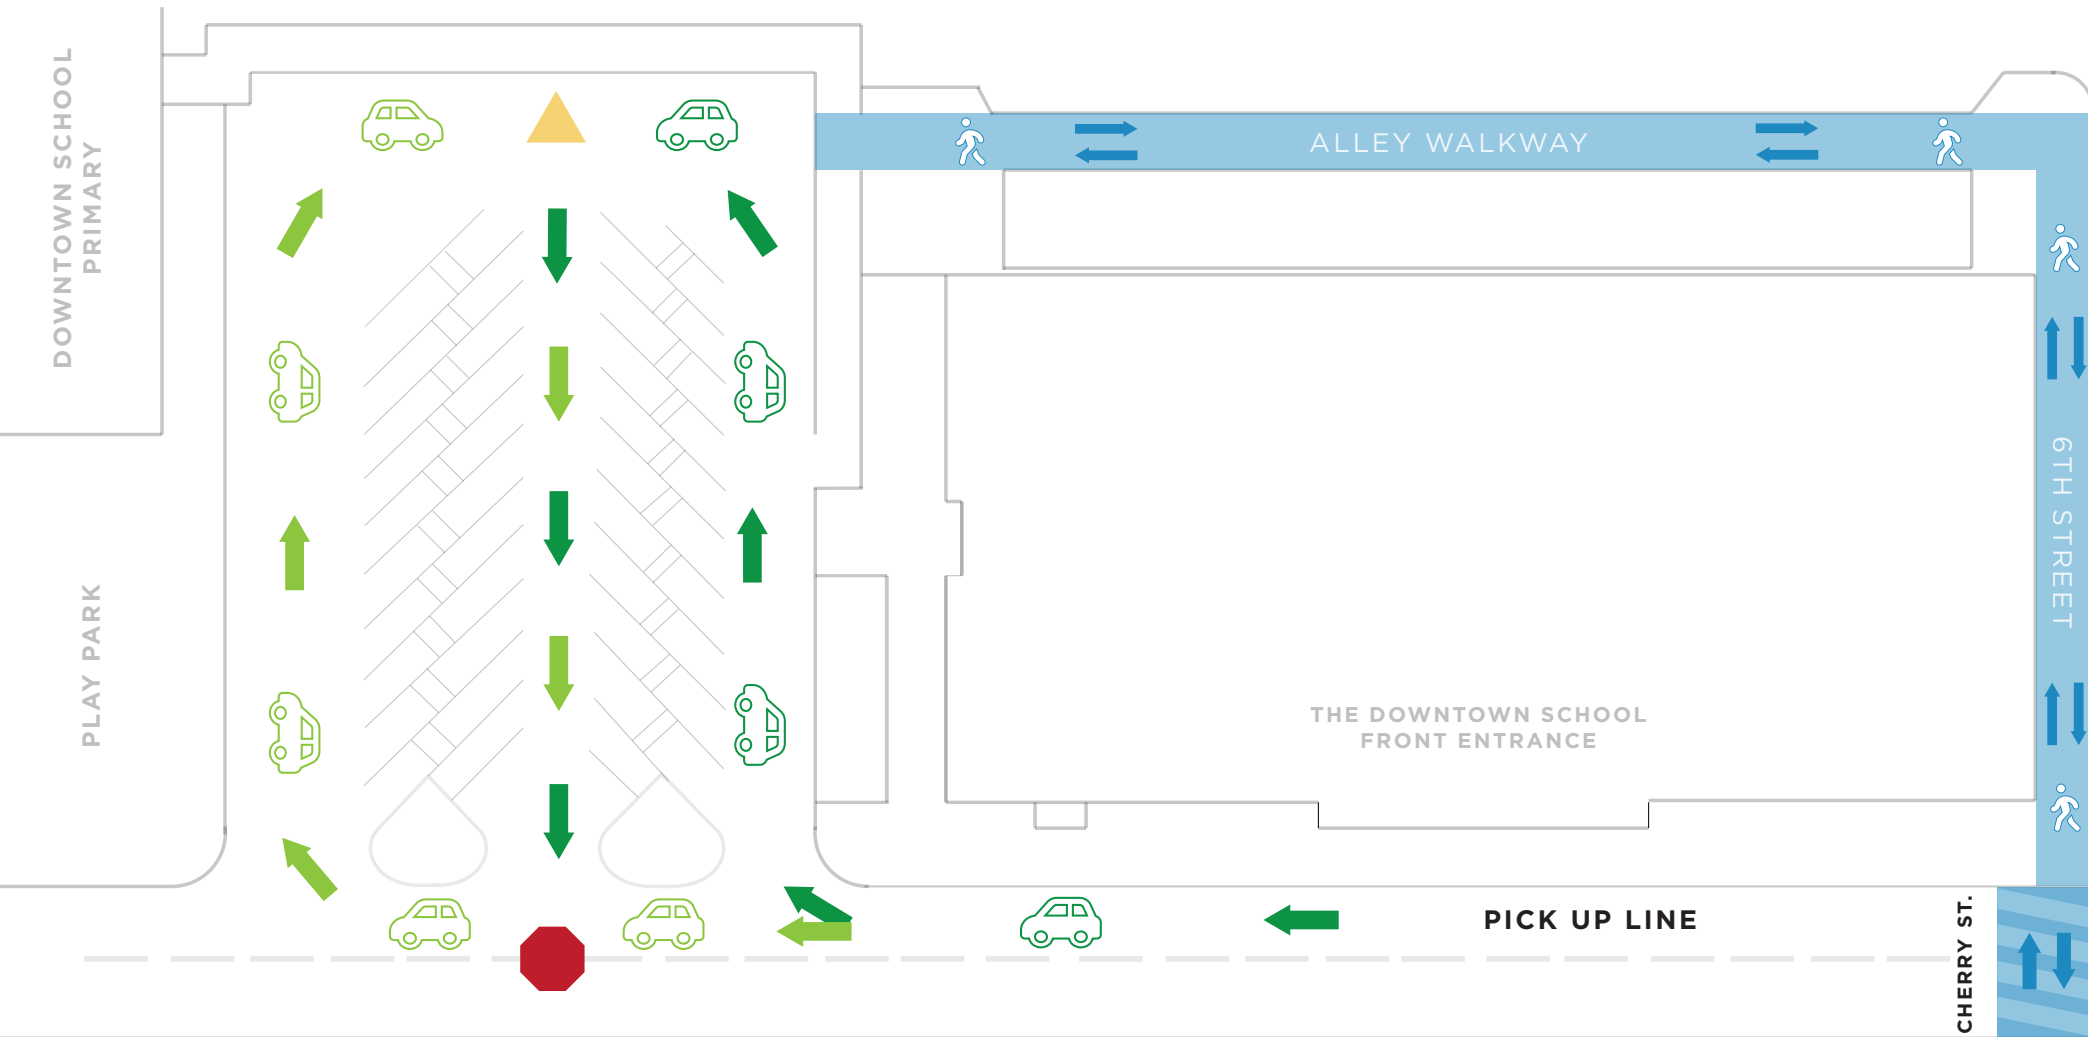 DOWNTOWN SCHOOL
PRIMARY
ALLEY WALKWAY
6TH STREET
PLAY PARK
THE DOWNTOWN SCHOOL
FRONT ENTRANCE
PICK UP LINE
CHERRY ST.